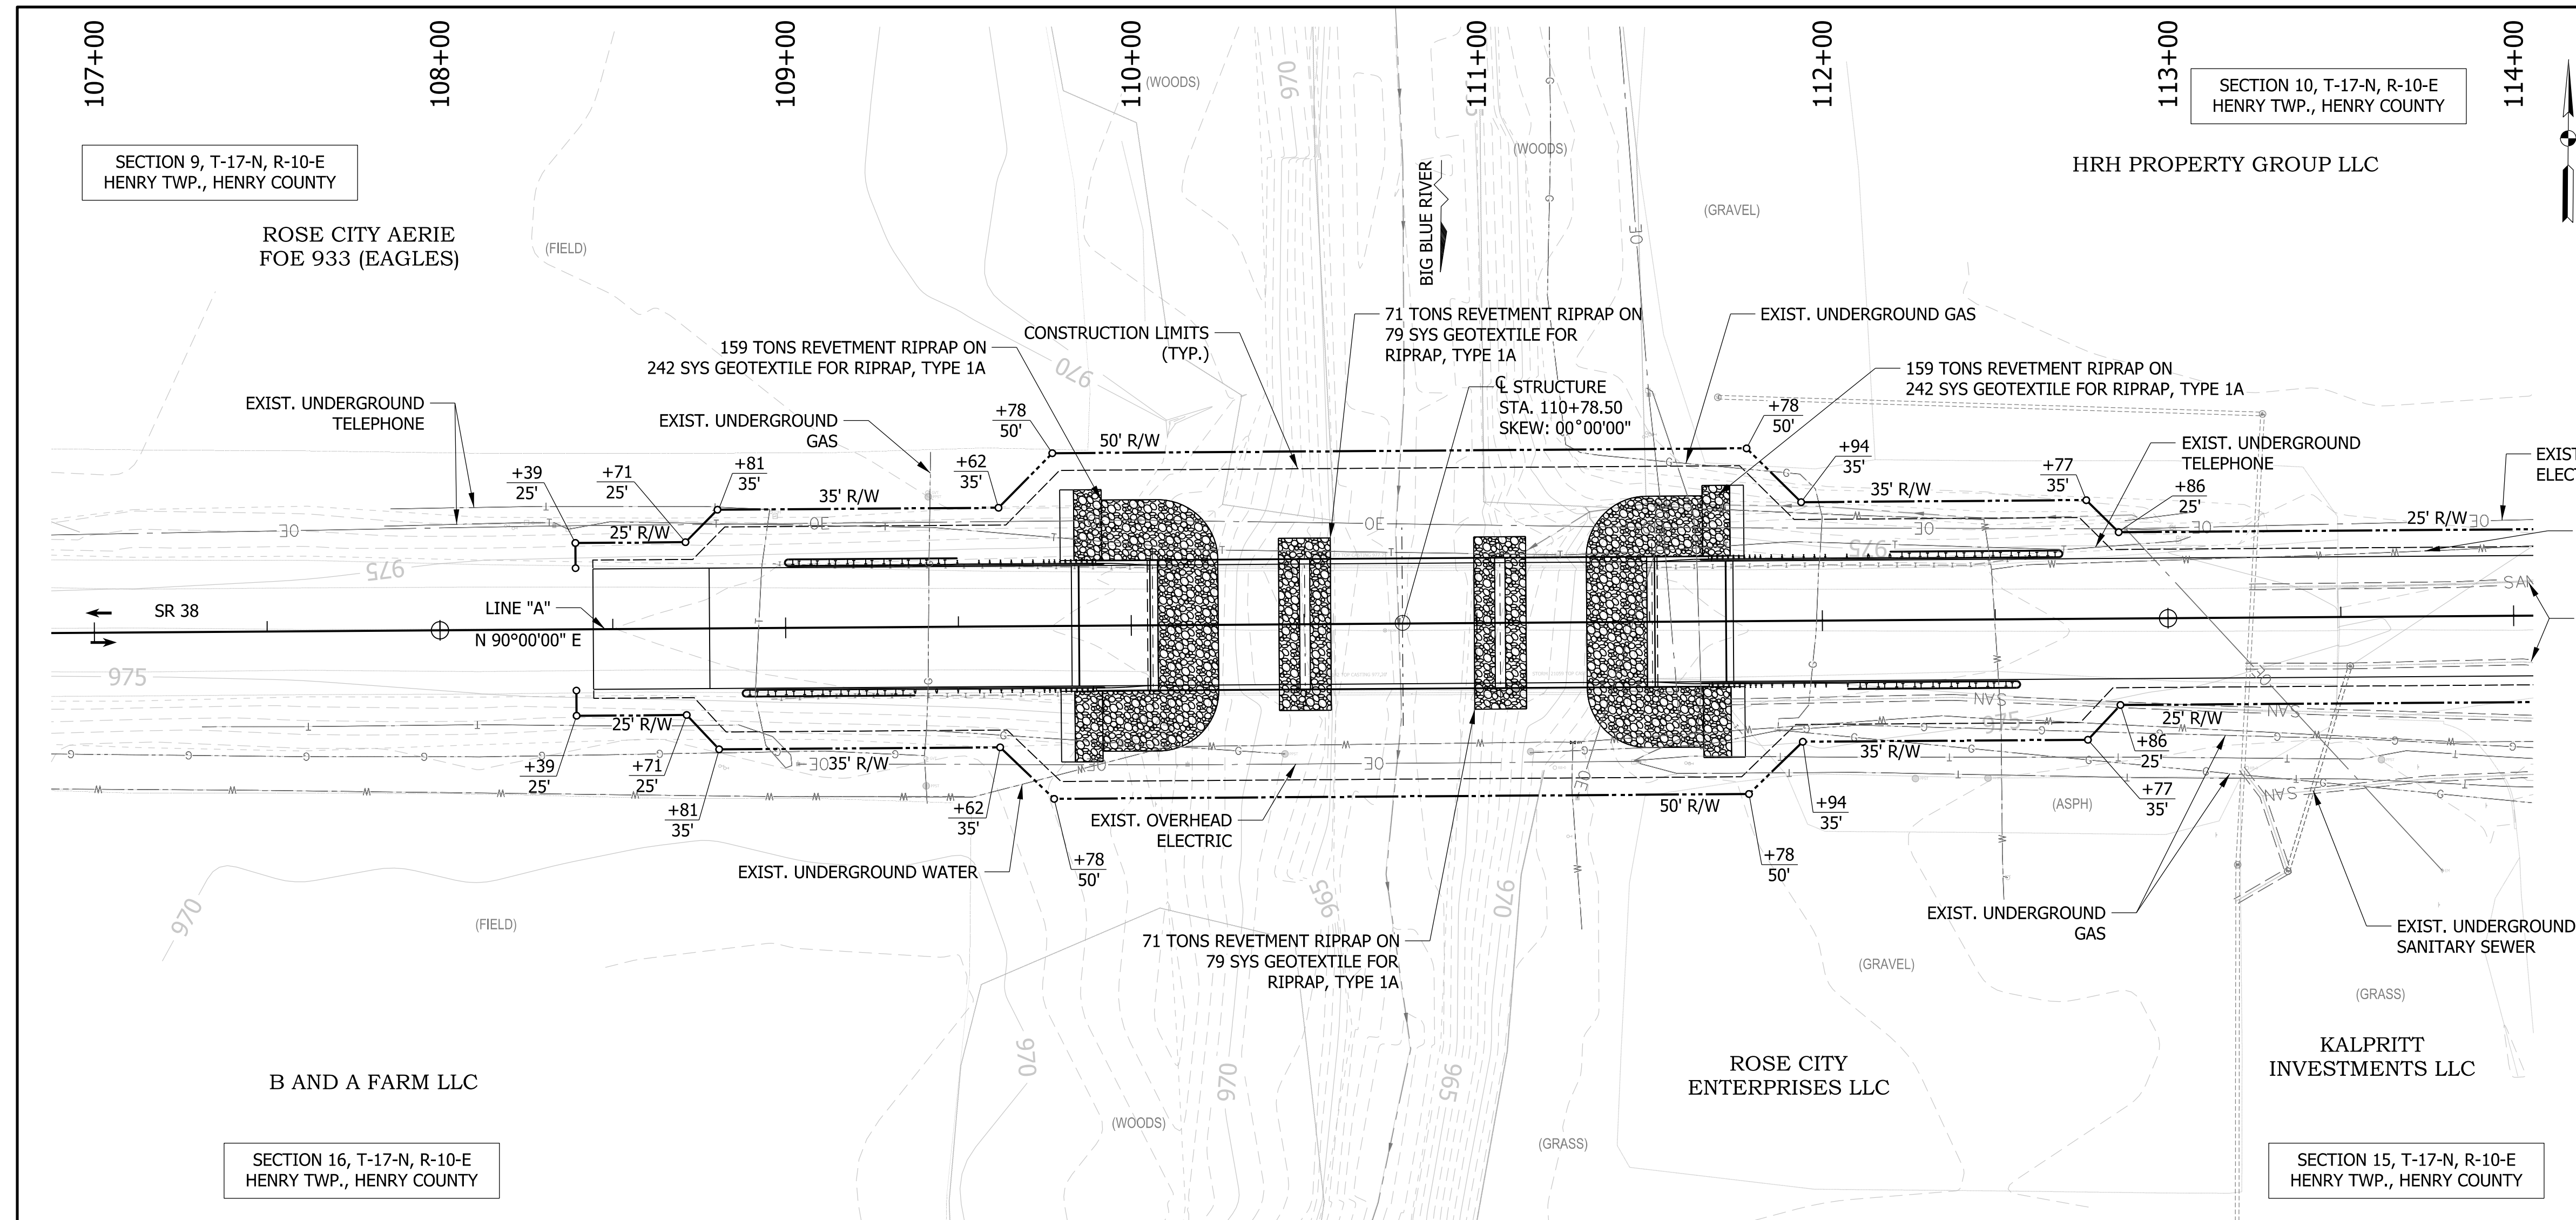 107+00
108+00
109+00
110+00
111+00
112+00
113+00
114+00
SECTION 9, T-17-N, R-10-E
HENRY TWP., HENRY COUNTY
SECTION 10, T-17-N, R-10-E
HENRY TWP., HENRY COUNTY
HRH PROPERTY GROUP LLC
ROSE CITY AERIE
FOE 933 (EAGLES)
(FIELD)
(WOODS)
970
(WOODS)
(GRAVEL)
BIG BLUE RIVER
OE
CONSTRUCTION LIMITS
(TYP.)
71 TONS REVETMENT RIPRAP ON
79 SYS GEOTEXTILE FOR
RIPRAP, TYPE 1A
EXIST. UNDERGROUND GAS
159 TONS REVETMENT RIPRAP ON
242 SYS GEOTEXTILE FOR RIPRAP, TYPE 1A
970
159 TONS REVETMENT RIPRAP ON
242 SYS GEOTEXTILE FOR RIPRAP, TYPE 1A
℄ STRUCTURE
STA. 110+78.50
SKEW: 00°00'00"
EXIST. UNDERGROUND
TELEPHONE
EXIST. UNDERGROUND
GAS
+78
50'
50' R/W
+78
50'
+94
35'
EXIST. UNDERGROUND
TELEPHONE
+39
25'
+71
25'
+81
35'
+62
35'
35' R/W
35' R/W
+77
35'
+86
25'
25' R/W
25' R/W
OE
OE
OE
OE
OE
OE
975
975
SR 38
LINE "A"
N 90°00'00" E
975
SAN
SAN
975
SAN
SAN
25' R/W
35' R/W
OE
OE
OE
OE
35' R/W
25' R/W
+39
25'
+71
25'
+81
35'
+62
35'
+78
50'
50' R/W
+78
50'
+94
35'
+77
35'
+86
25'
(ASPH)
EXIST. OVERHEAD
ELECTRIC
EXIST. UNDERGROUND WATER
970
(FIELD)
965
970
71 TONS REVETMENT RIPRAP ON
79 SYS GEOTEXTILE FOR
RIPRAP, TYPE 1A
EXIST. UNDERGROUND
GAS
EXIST. UNDERGROUND
SANITARY SEWER
(GRAVEL)
(GRASS)
B AND A FARM LLC
970
970
965
ROSE CITY
ENTERPRISES LLC
KALPRITT
INVESTMENTS LLC
(WOODS)
(GRASS)
SECTION 16, T-17-N, R-10-E
HENRY TWP., HENRY COUNTY
SECTION 15, T-17-N, R-10-E
HENRY TWP., HENRY COUNTY